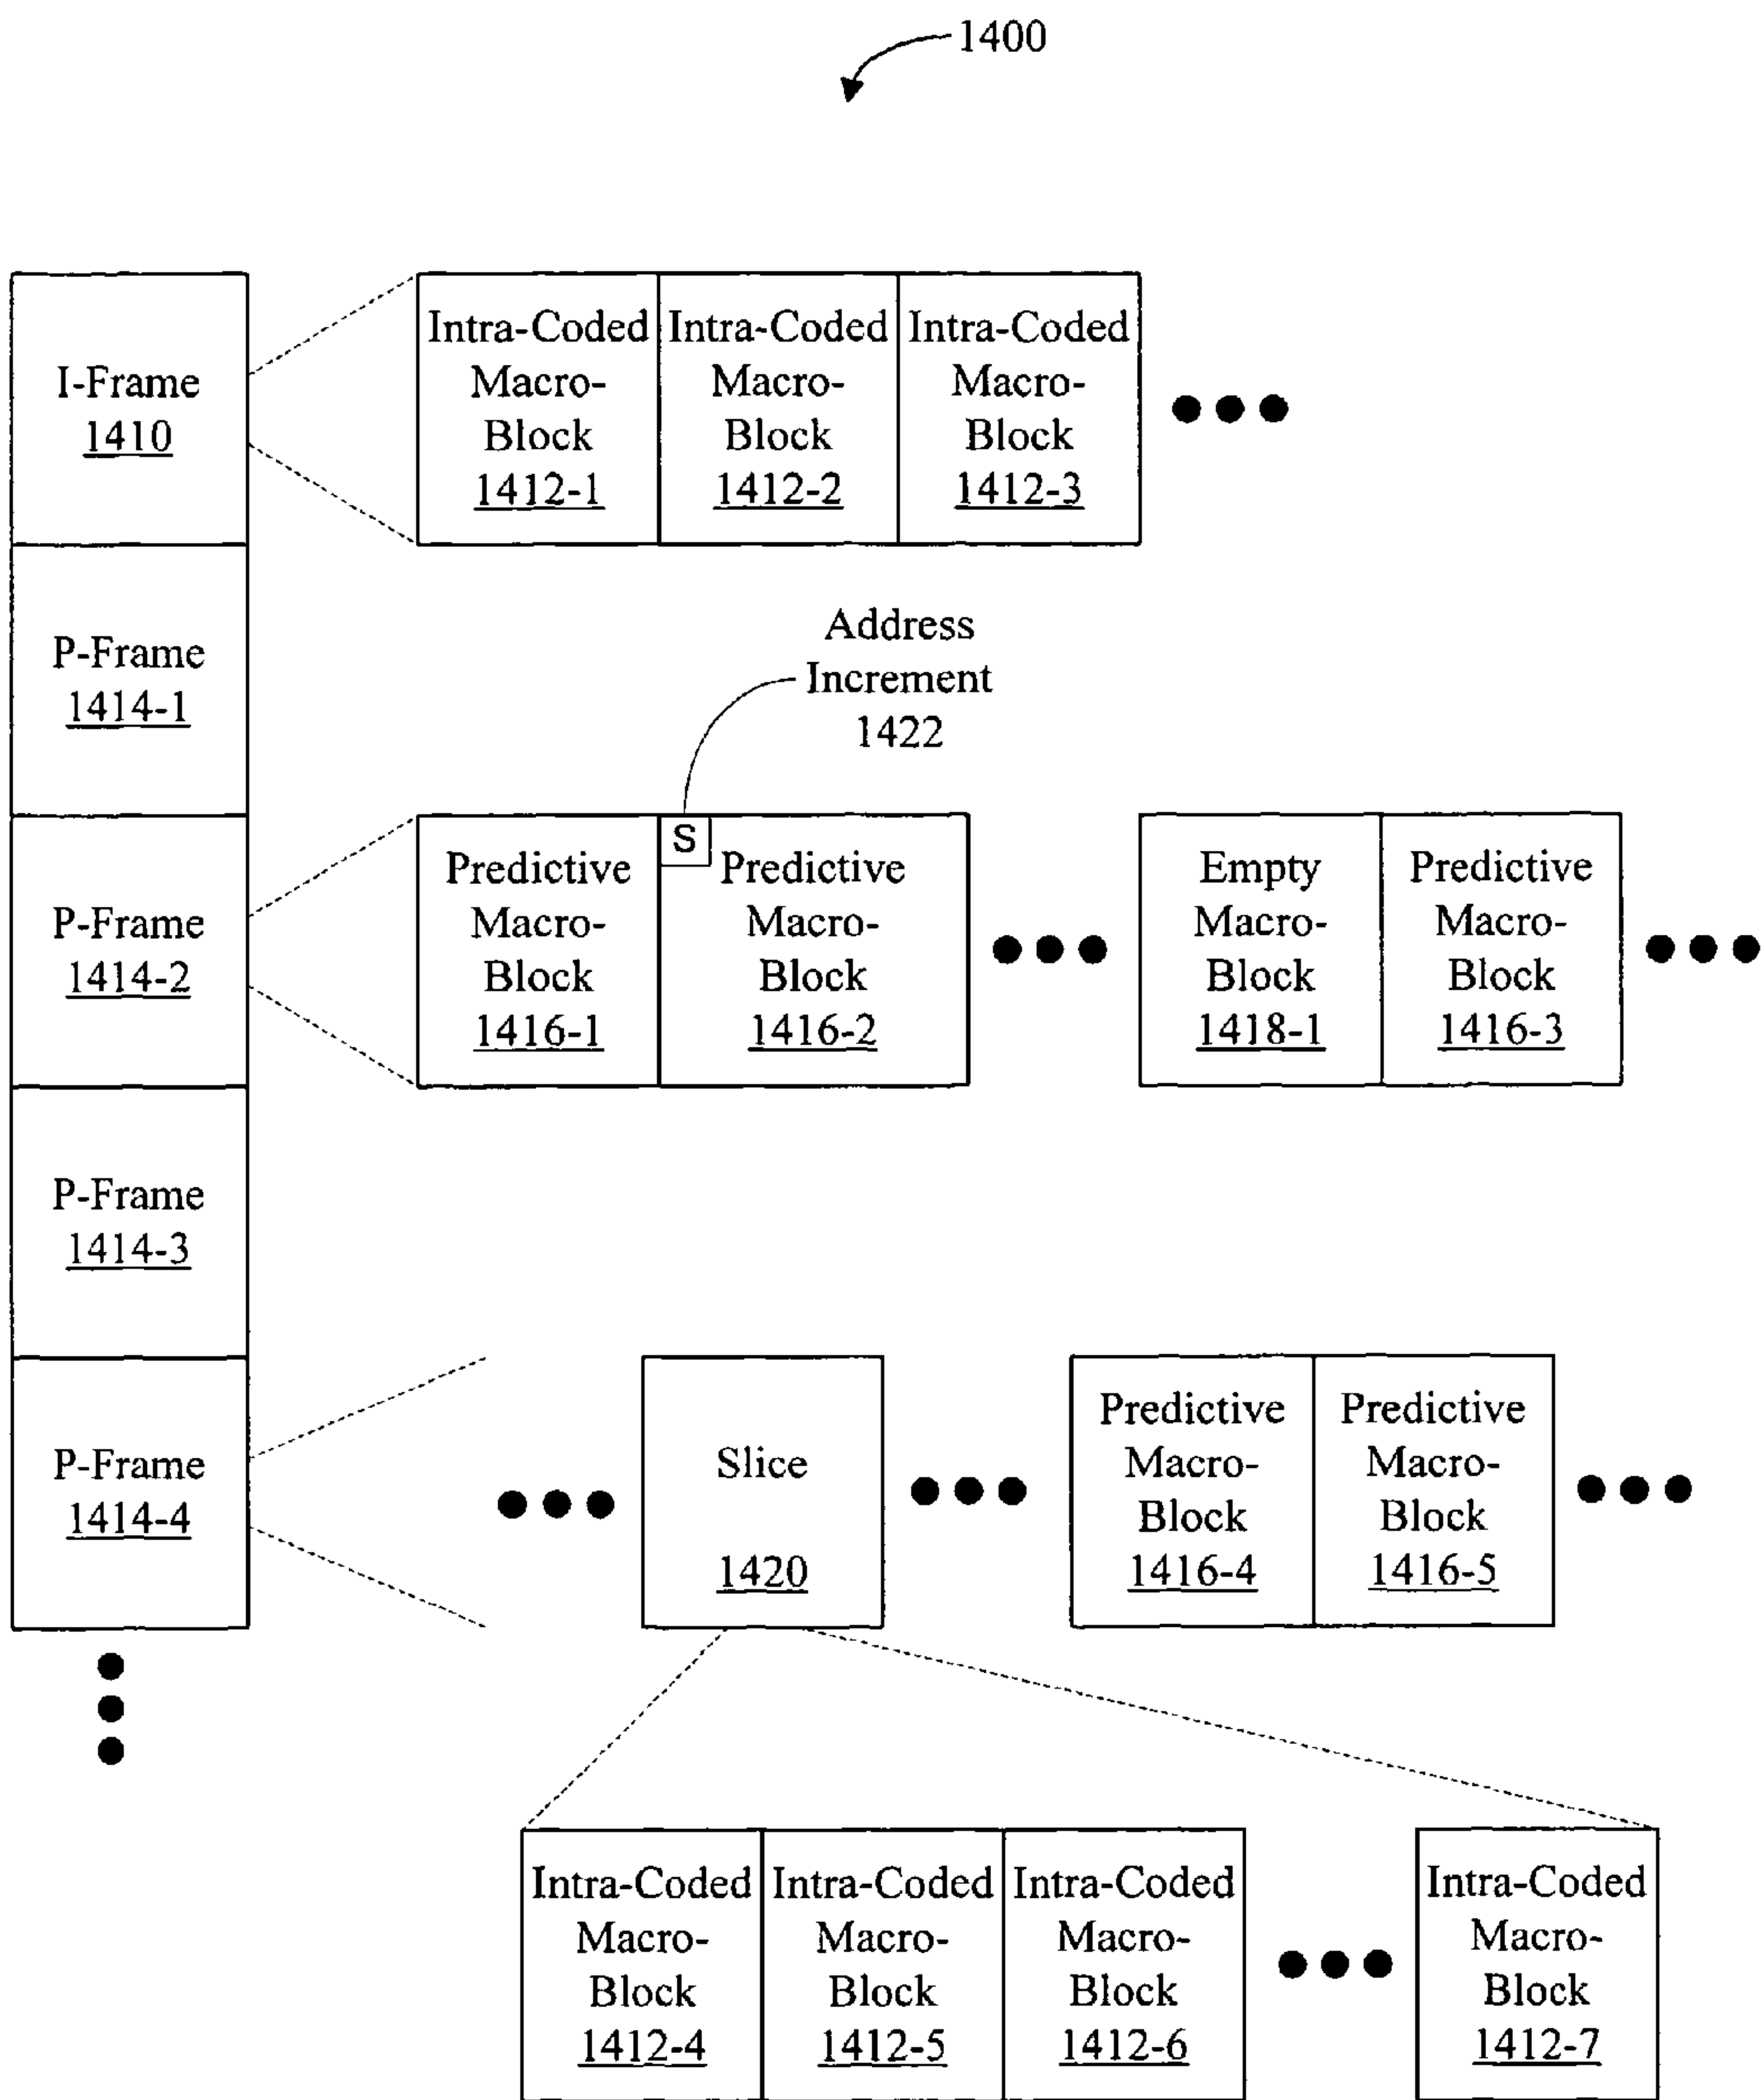 1400
I-Frame
1410
Intra-Coded
Macro-
Block
1412-1
Intra-Coded
Macro-
Block
1412-2
Intra-Coded
Macro-
Block
1412-3
P-Frame
1414-1
Address
Increment
1422
P-Frame
1414-2
Predictive
Macro-
Block
1416-1
S
Predictive
Macro-
Block
1416-2
Empty
Macro-
Block
1418-1
Predictive
Macro-
Block
1416-3
P-Frame
1414-3
P-Frame
1414-4
Slice
1420
Predictive
Macro-
Block
1416-4
Predictive
Macro-
Block
1416-5
Intra-Coded
Macro-
Block
1412-4
Intra-Coded
Macro-
Block
1412-5
Intra-Coded
Macro-
Block
1412-6
Intra-Coded
Macro-
Block
1412-7